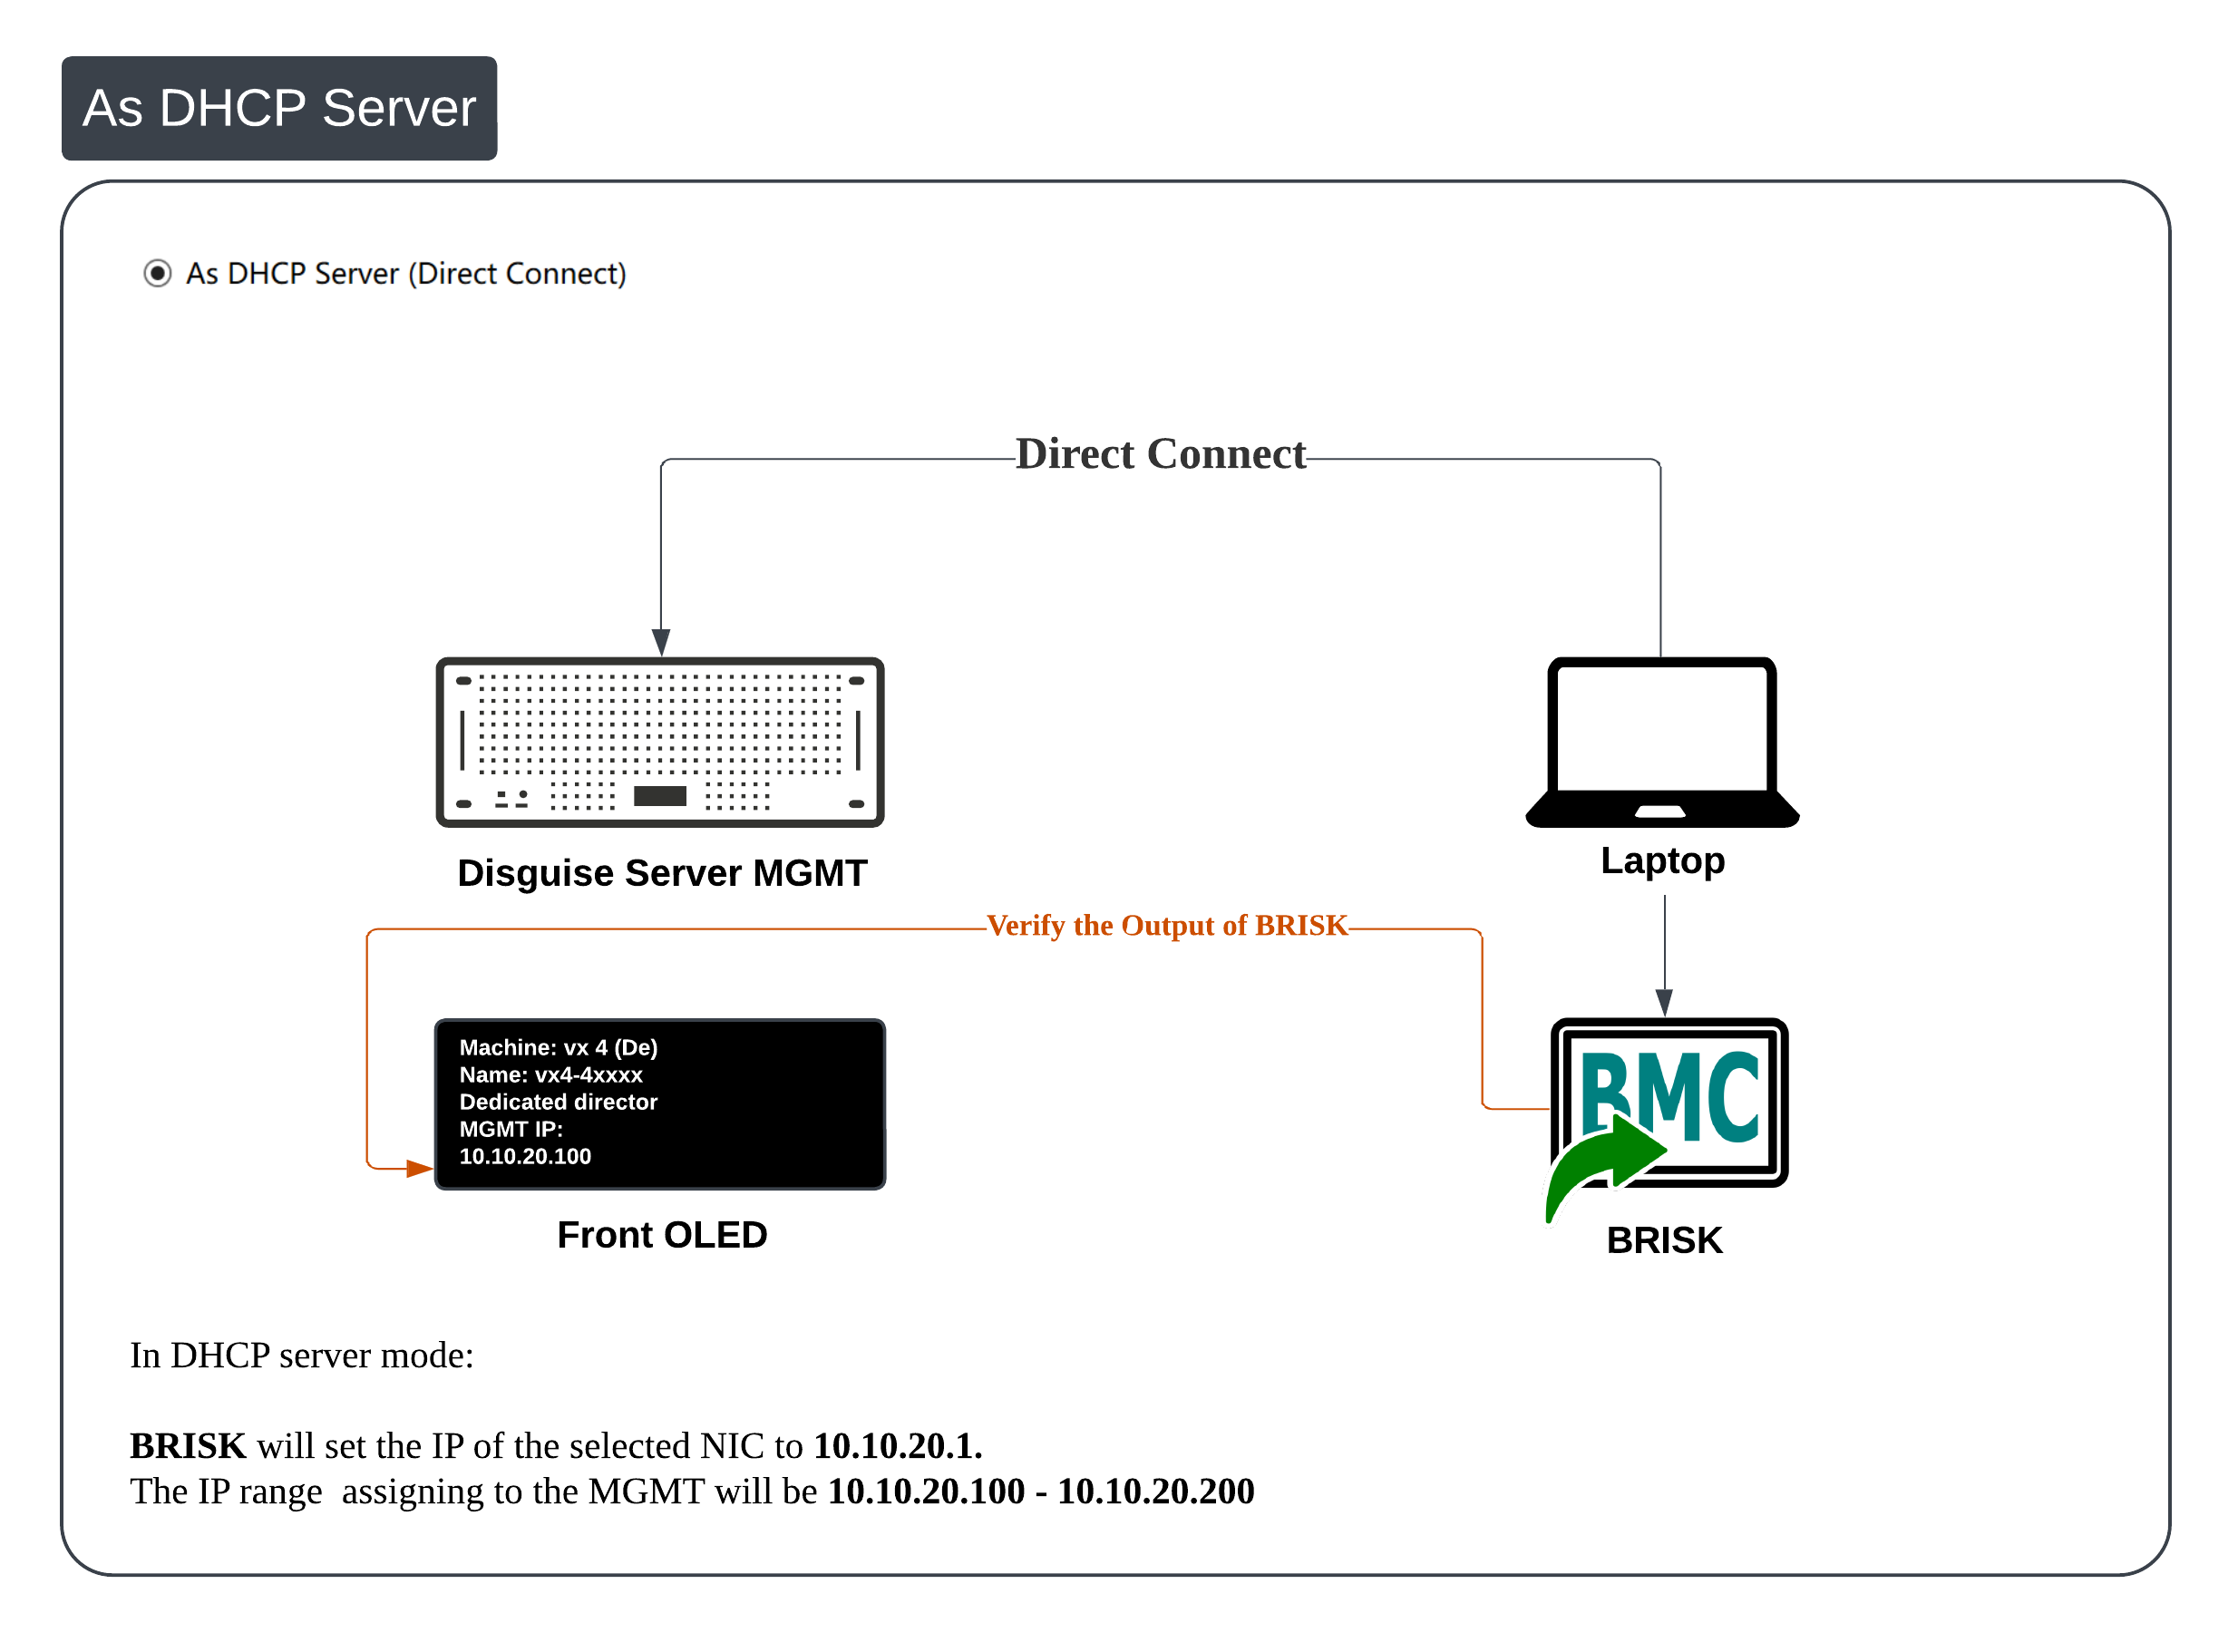 As DHCP Server
As DHCP Server (Direct Connect)
Direct Connect
Disguise Server MGMT
Laptop
Verify the Output of BRISK
Machine: vx 4 (De)
Name: vx4-4xxxx
Dedicated director
MGMT IP:
10.10.20.100
BMC
Front OLED
BRISK
In DHCP server mode:
BRISK will set the IP of the selected NIC to 10.10.20.1.
The IP range  assigning to the MGMT will be 10.10.20.100 - 10.10.20.200